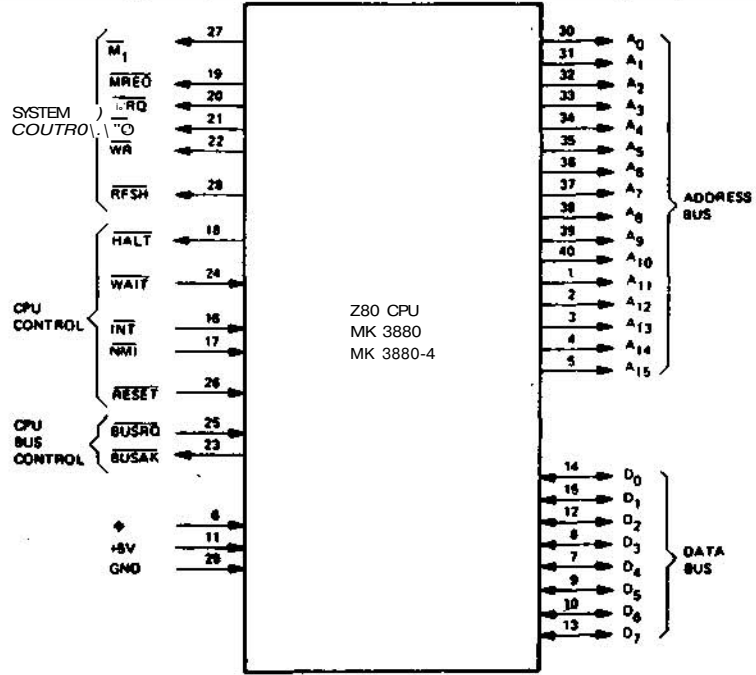 27 M̅1
19 MREQ
20
SYSTEM
21
COUTR0
22 WR
28 RFSH
18 HALT
24 WAIT
CPU
CONTROL
16 INT
17 NMI
26 RESET
CPU
BUS
CONTROL
25 BUSRQ
23 BUSAK
6 ϕ
11 +5V
29 GND
Z80 CPU
MK 3880
MK 3880-4
30 A0
31 A1
32 A2
33 A3
34 A4
35 A5
36 A6
37 A7
38 A8
39 A9
40 A10
1 A11
2 A12
3 A13
4 A14
5 A15
ADDRESS
BUS
14 D0
15 D1
12 D2
8 D3
7 D4
9 D5
10 D6
13 D7
DATA
BUS